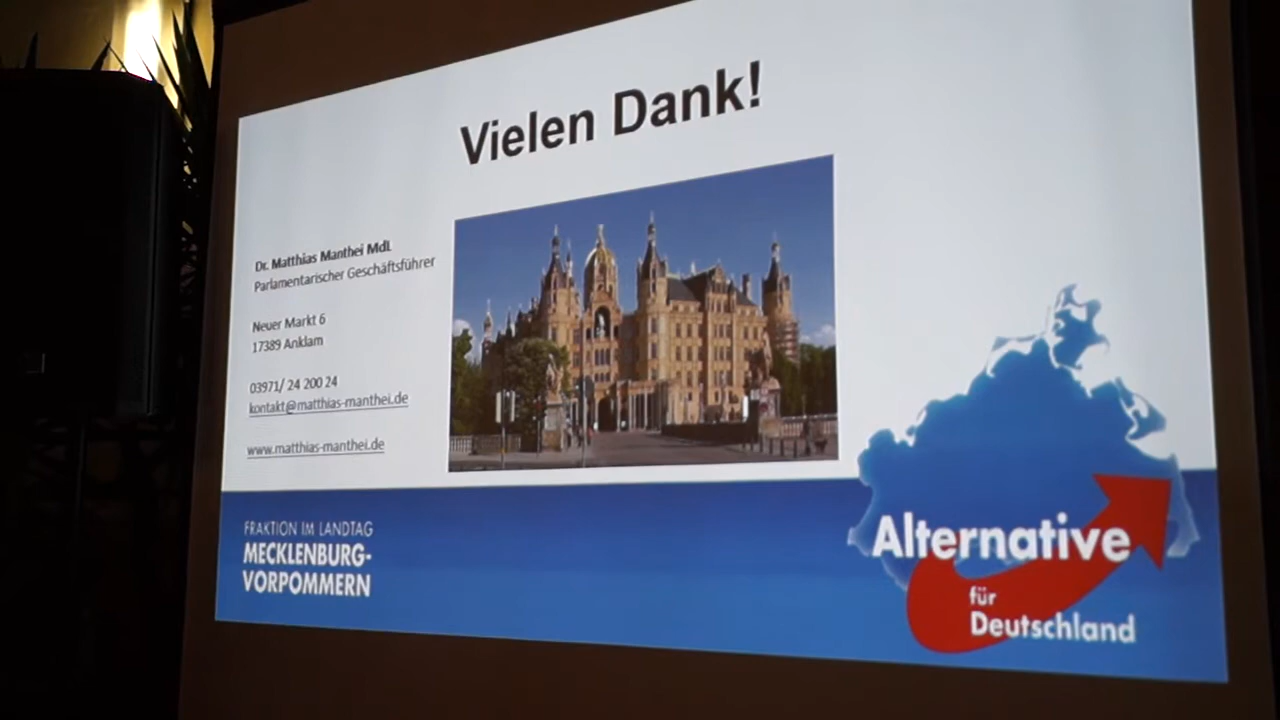 Vielen Dank!
Dr. Matthias Manthei MdL
Parlamentarischer Geschäftsführer
Neuer Markt 6
17389 Anklam
03971/ 24 200 24
kontakt@matthias-manthei.de
www.matthias-manthei.de
FRAKTION IM LANDTAG
MECKLENBURG-
VORPOMMERN
Alternative
für
Deutschland